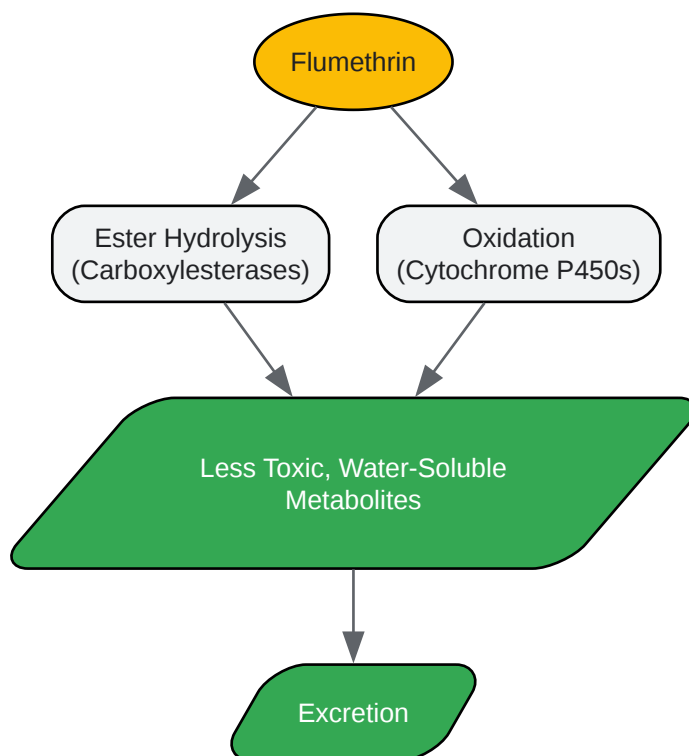 Flumethrin
Ester Hydrolysis
(Carboxylesterases)
Oxidation
(Cytochrome P450s)
Less Toxic, Water-Soluble
Metabolites
Excretion